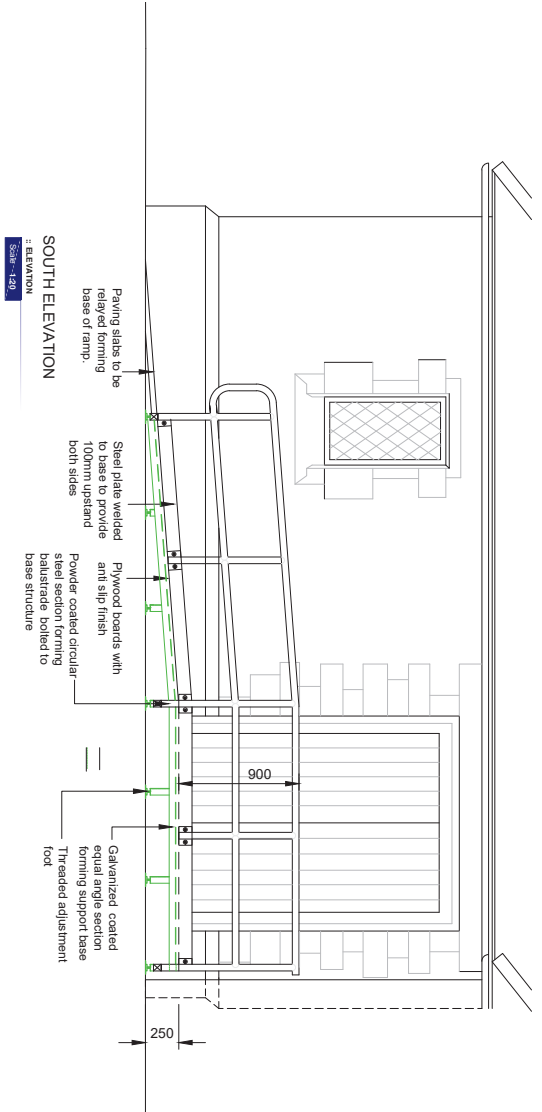 900
250
Paving slabs to be
relayed forming
base of ramp.
Steel plate welded
to base to provide
100mm upstand
both sides
Plywood boards with
anti slip finish
Powder coated circular
steel section forming
balustrade bolted to
base structure
Galvanized coated
equal angle section
forming support base
Threaded adjustment
foot
SOUTH ELEVATION
:: ELEVATION
Scale---1:20